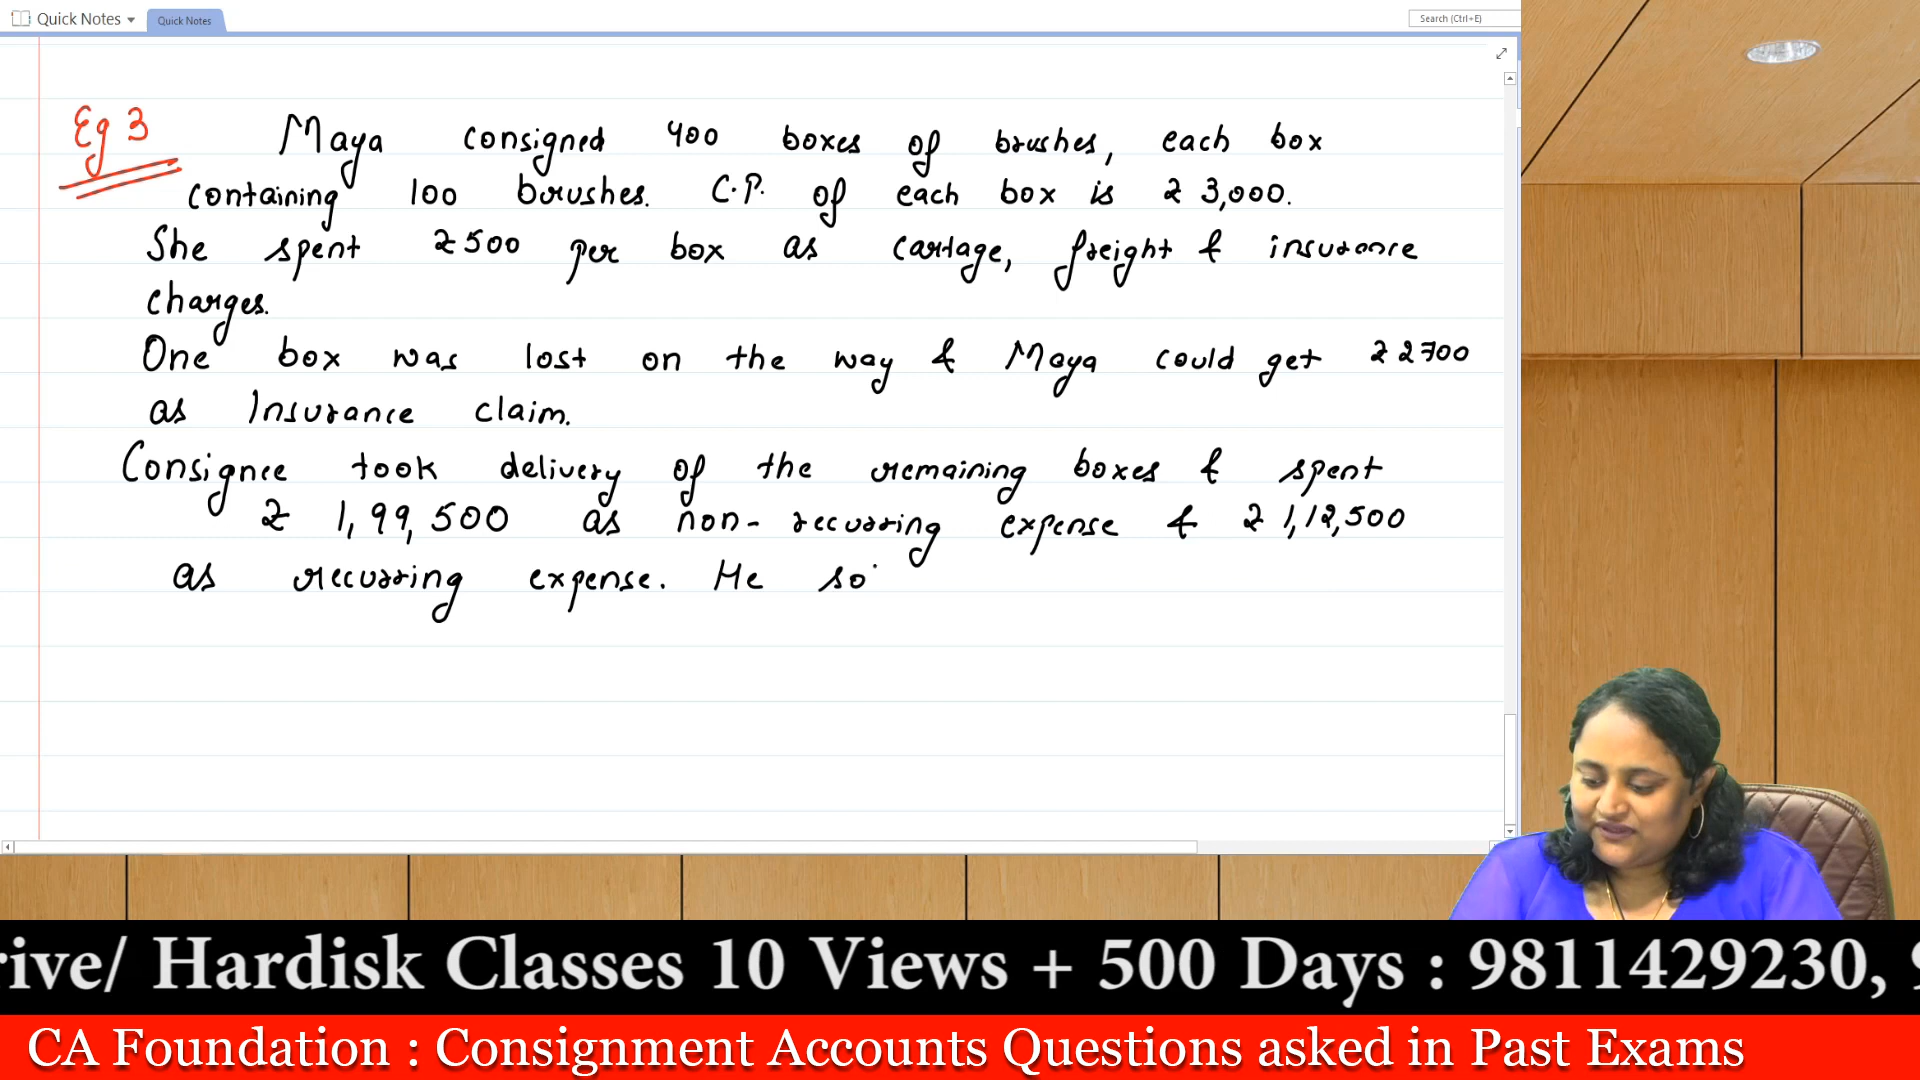 Quick Notes
Quick Notes
Search (Ctrl+E)
Eg 3
Maya consigned 400 boxes of brushes, each box
containing 100 brushes. C.P. of each box is ₹ 3,000.
She spent ₹ 500 per box as cartage, freight & insurance
charges.
One box was lost on the way & Maya could get ₹ 2700
as Insurance claim.
Consignee took delivery of the remaining boxes & spent
₹ 1,99,500 as non-recurring expense & ₹ 1,12,500
as recurring expense. He so
rive/ Hardisk Classes 10 Views + 500 Days : 9811429230, 9
CA Foundation : Consignment Accounts Questions asked in Past Exams